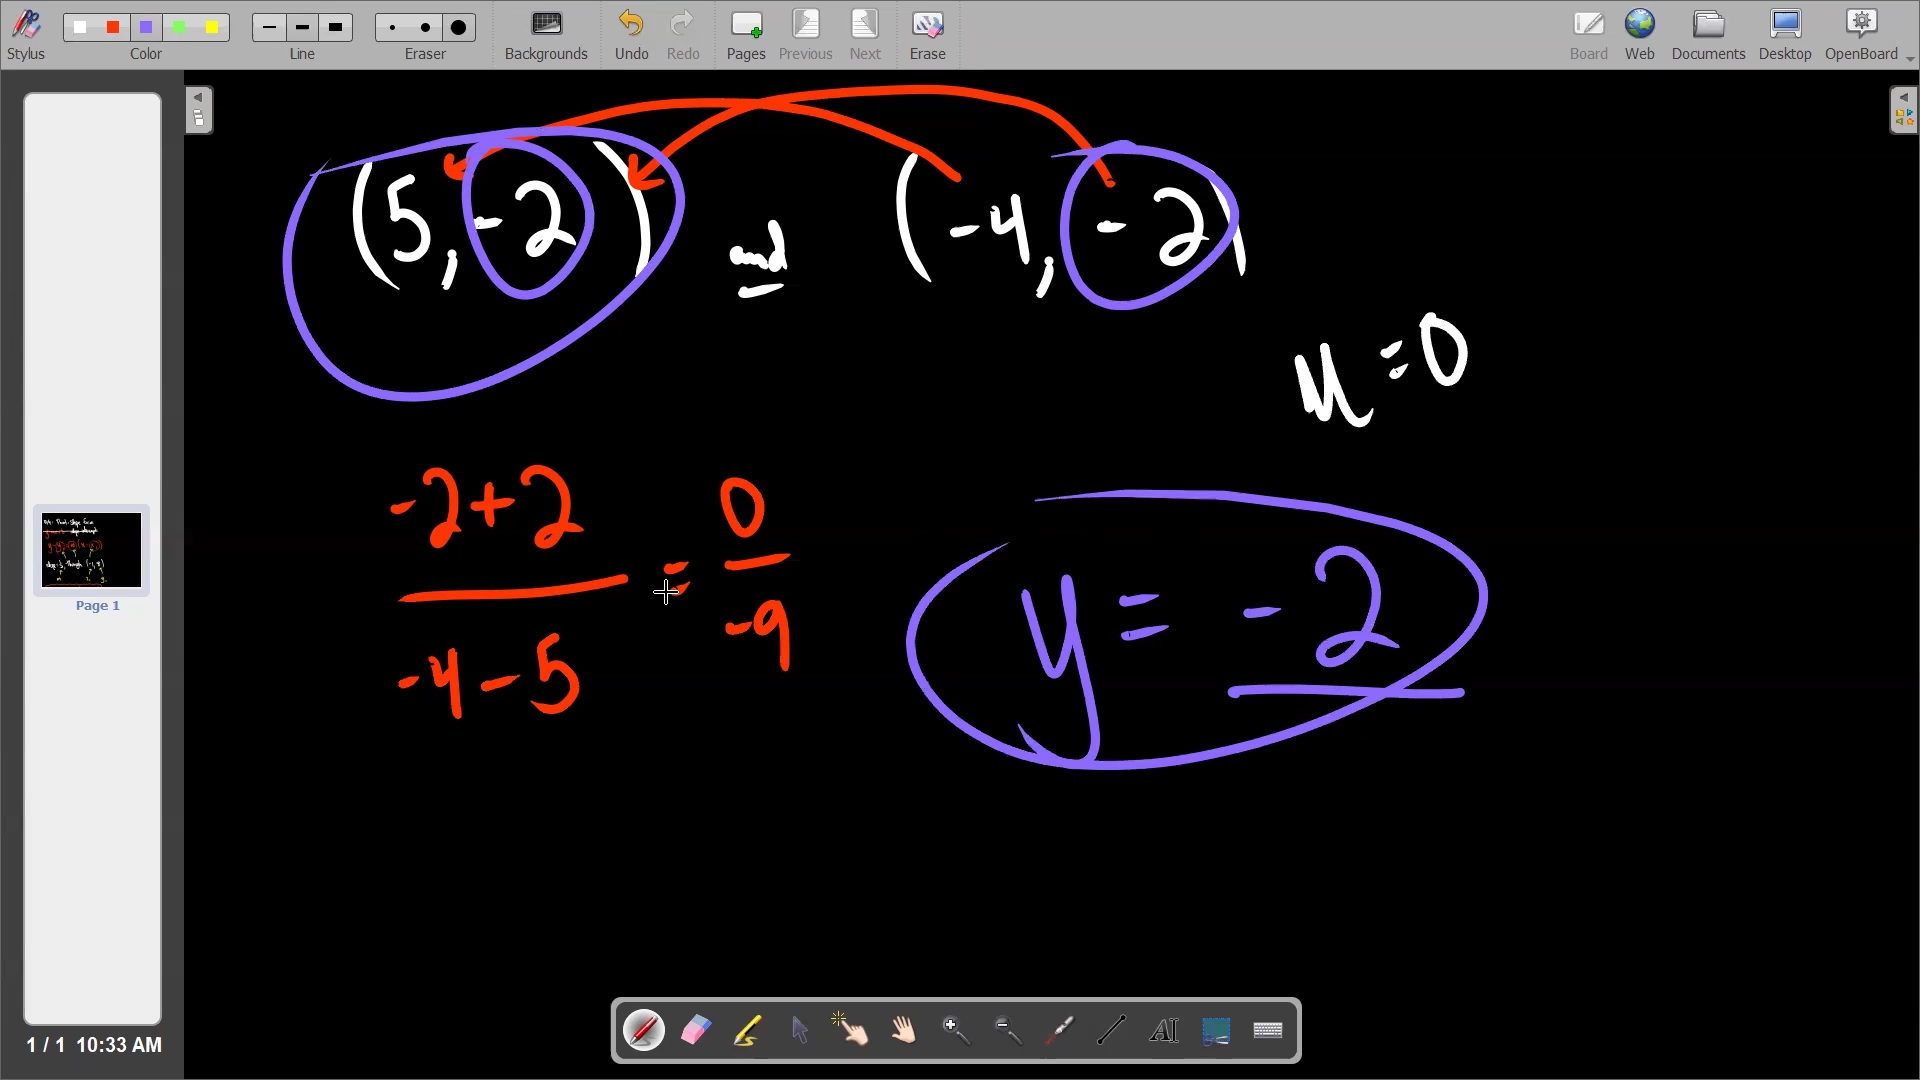 Stylus Color Line Eraser Backgrounds Undo Redo Pages Previous Next Erase Board Web Documents Desktop OpenBoard
(5, -2) and (-4, -2)
M = 0
-2+2
-4-5
=
0
-9
y = -2
Page 1
1 / 1 10:33 AM
AI